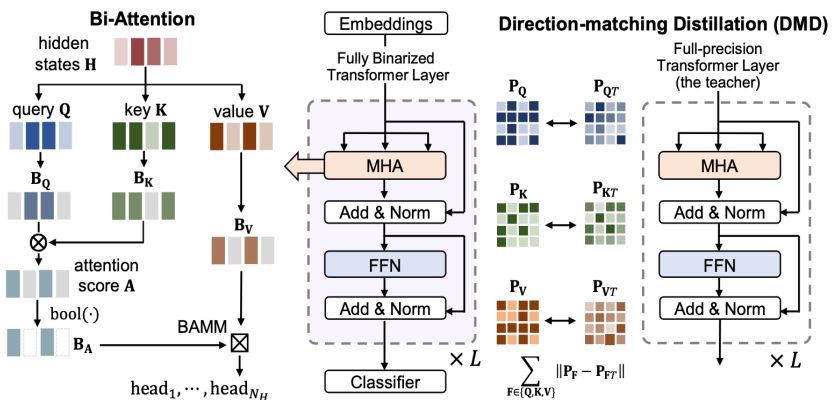 Bi-Attention
hidden
states H
query Q
key K
value V
B_Q
B_K
B_V
attention
score A
bool(·)
B_A
BAMM
head_1, ⋯, head_{N_H}
Embeddings
Fully Binarized
Transformer Layer
MHA
Add & Norm
FFN
Add & Norm
× L
Classifier
Direction-matching Distillation (DMD)
P_Q
P_{QT}
P_K
P_{KT}
P_V
P_{VT}
∑_{F∈{Q,K,V}} ||P_F − P_{FT}||
Full-precision
Transformer Layer
(the teacher)
MHA
Add & Norm
FFN
Add & Norm
× L